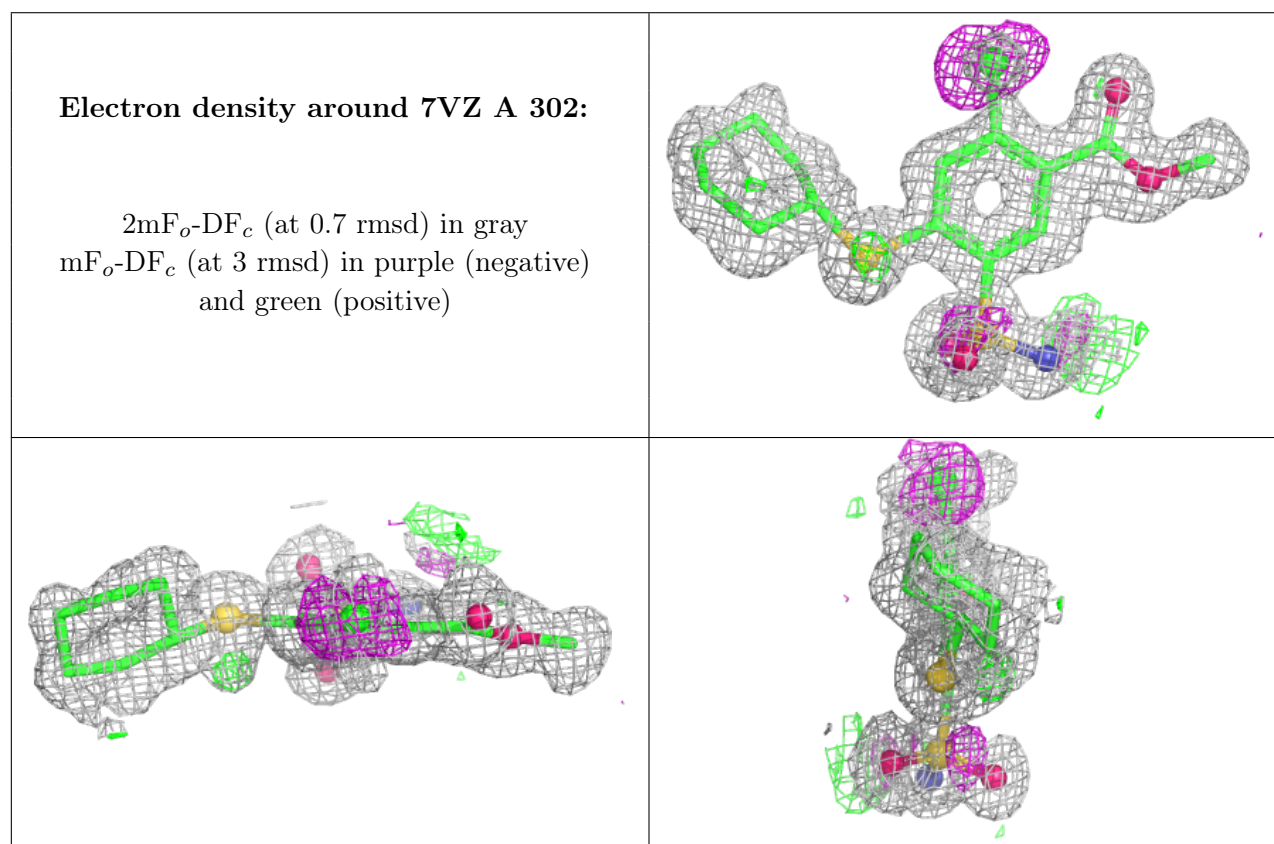 Electron density around 7VZ A 302:
2mFo-DFc (at 0.7 rmsd) in gray
mFo-DFc (at 3 rmsd) in purple (negative)
and green (positive)